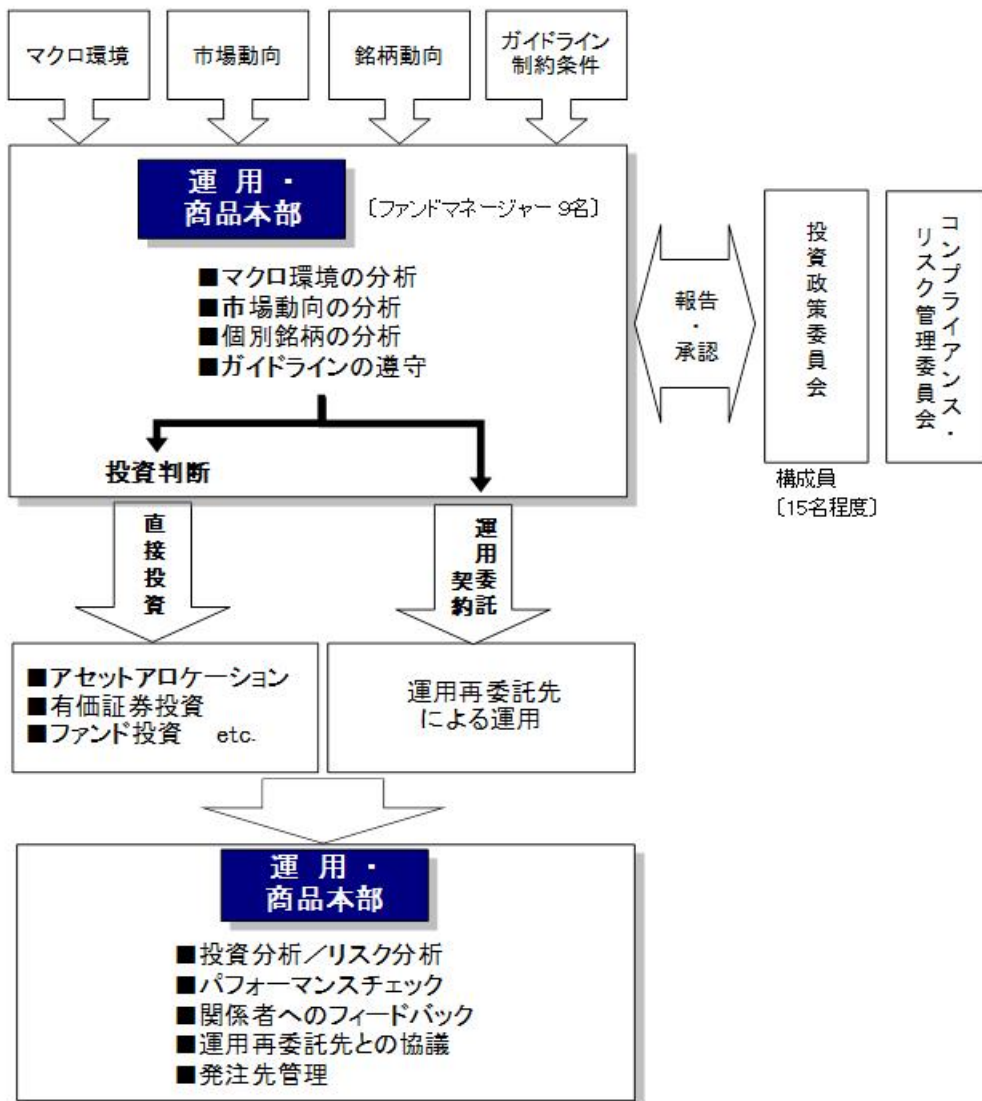 マクロ環境
市場動向
銘柄動向
ガイドライン
制約条件
運 用 ・
商品本部
〔ファンドマネージャー 9名〕
■マクロ環境の分析
■市場動向の分析
■個別銘柄の分析
■ガイドラインの遵守
投資判断
報告
・
承認
投資政策委員会
コンプライアンス・
リスク管理委員会
構成員
〔15名程度〕
直接投資
運用委託
契約
■アセットアロケーション
■有価証券投資
■ファンド投資 etc.
運用再委託先
による運用
運 用 ・
商品本部
■投資分析／リスク分析
■パフォーマンスチェック
■関係者へのフィードバック
■運用再委託先との協議
■発注先管理